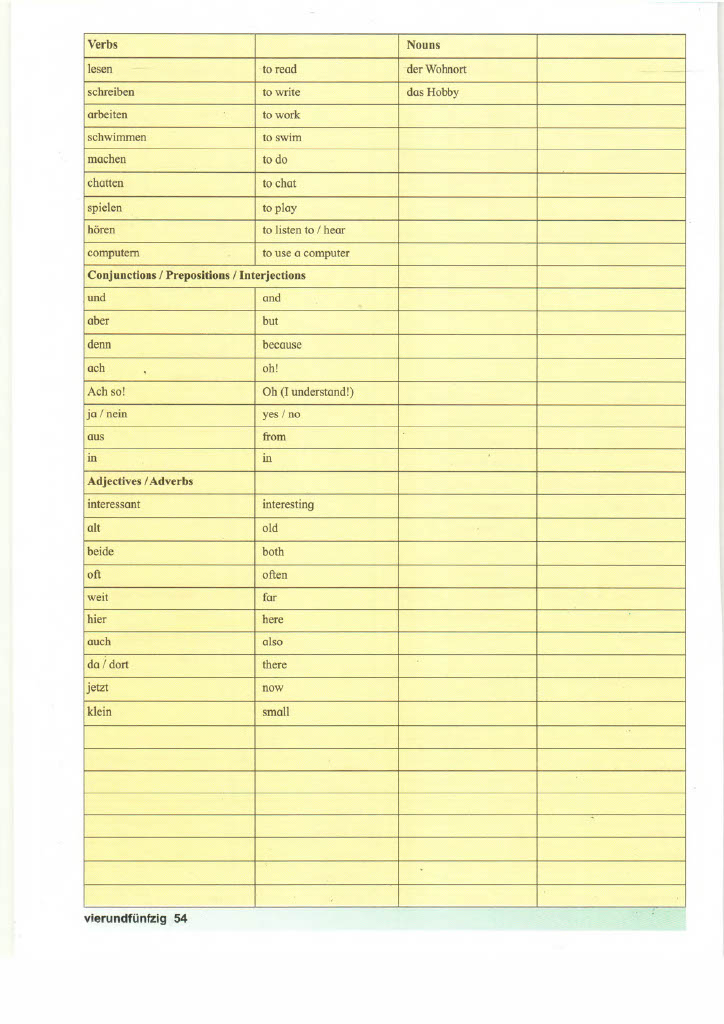 Verbs Nouns
lesen to read der Wohnort
schreiben to write das Hobby
arbeiten to work
schwimmen to swim
machen to do
chatten to chat
spielen to play
hören to listen to / hear
computern to use a computer
Conjunctions / Prepositions / Interjections
und and
aber but
denn because
ach oh!
Ach so! Oh (I understand!)
ja / nein yes / no
aus from
in in
Adjectives / Adverbs
interessant interesting
alt old
beide both
oft often
weit far
hier here
auch also
da / dort there
jetzt now
klein small
vierundfünfzig 54